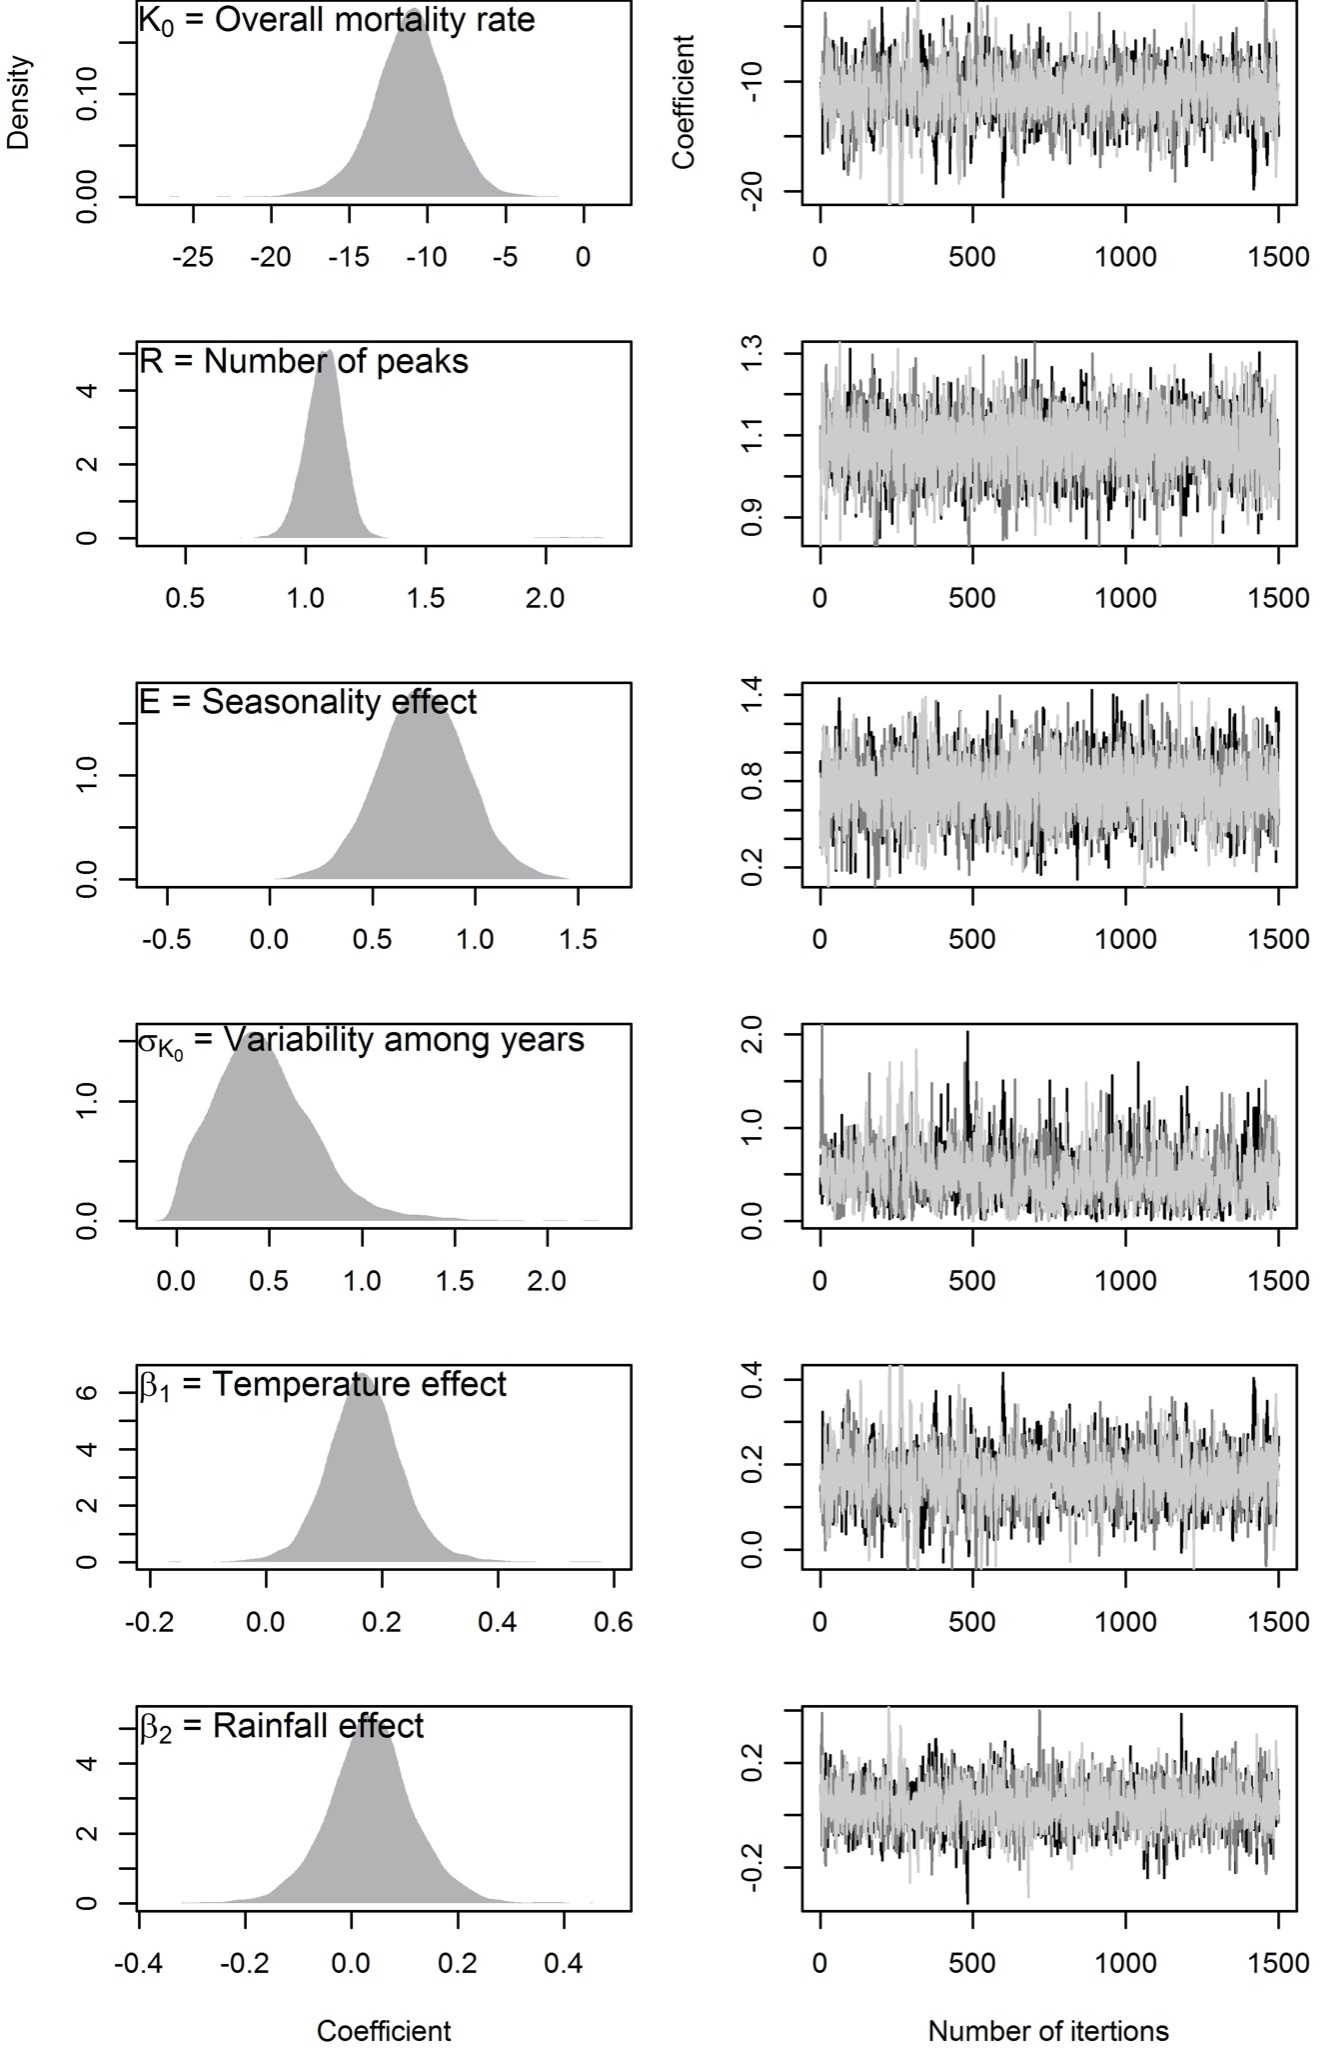 K0 = Overall mortality rate
Density
0.00 0.10
-25 -20 -15 -10 -5 0
Coefficient
-20 -10
0 500 1000 1500
R = Number of peaks
0 2 4
0.5 1.0 1.5 2.0
0.9 1.1 1.3
0 500 1000 1500
E = Seasonality effect
0.0 1.0
-0.5 0.0 0.5 1.0 1.5
0.2 0.8 1.4
0 500 1000 1500
σK0 = Variability among years
0.0 1.0
0.0 0.5 1.0 1.5 2.0
0.0 1.0 2.0
0 500 1000 1500
β1 = Temperature effect
0 2 4 6
-0.2 0.0 0.2 0.4 0.6
0.0 0.2 0.4
0 500 1000 1500
β2 = Rainfall effect
0 2 4
-0.4 -0.2 0.0 0.2 0.4
-0.2 0.2
0 500 1000 1500
Coefficient
Number of itertions